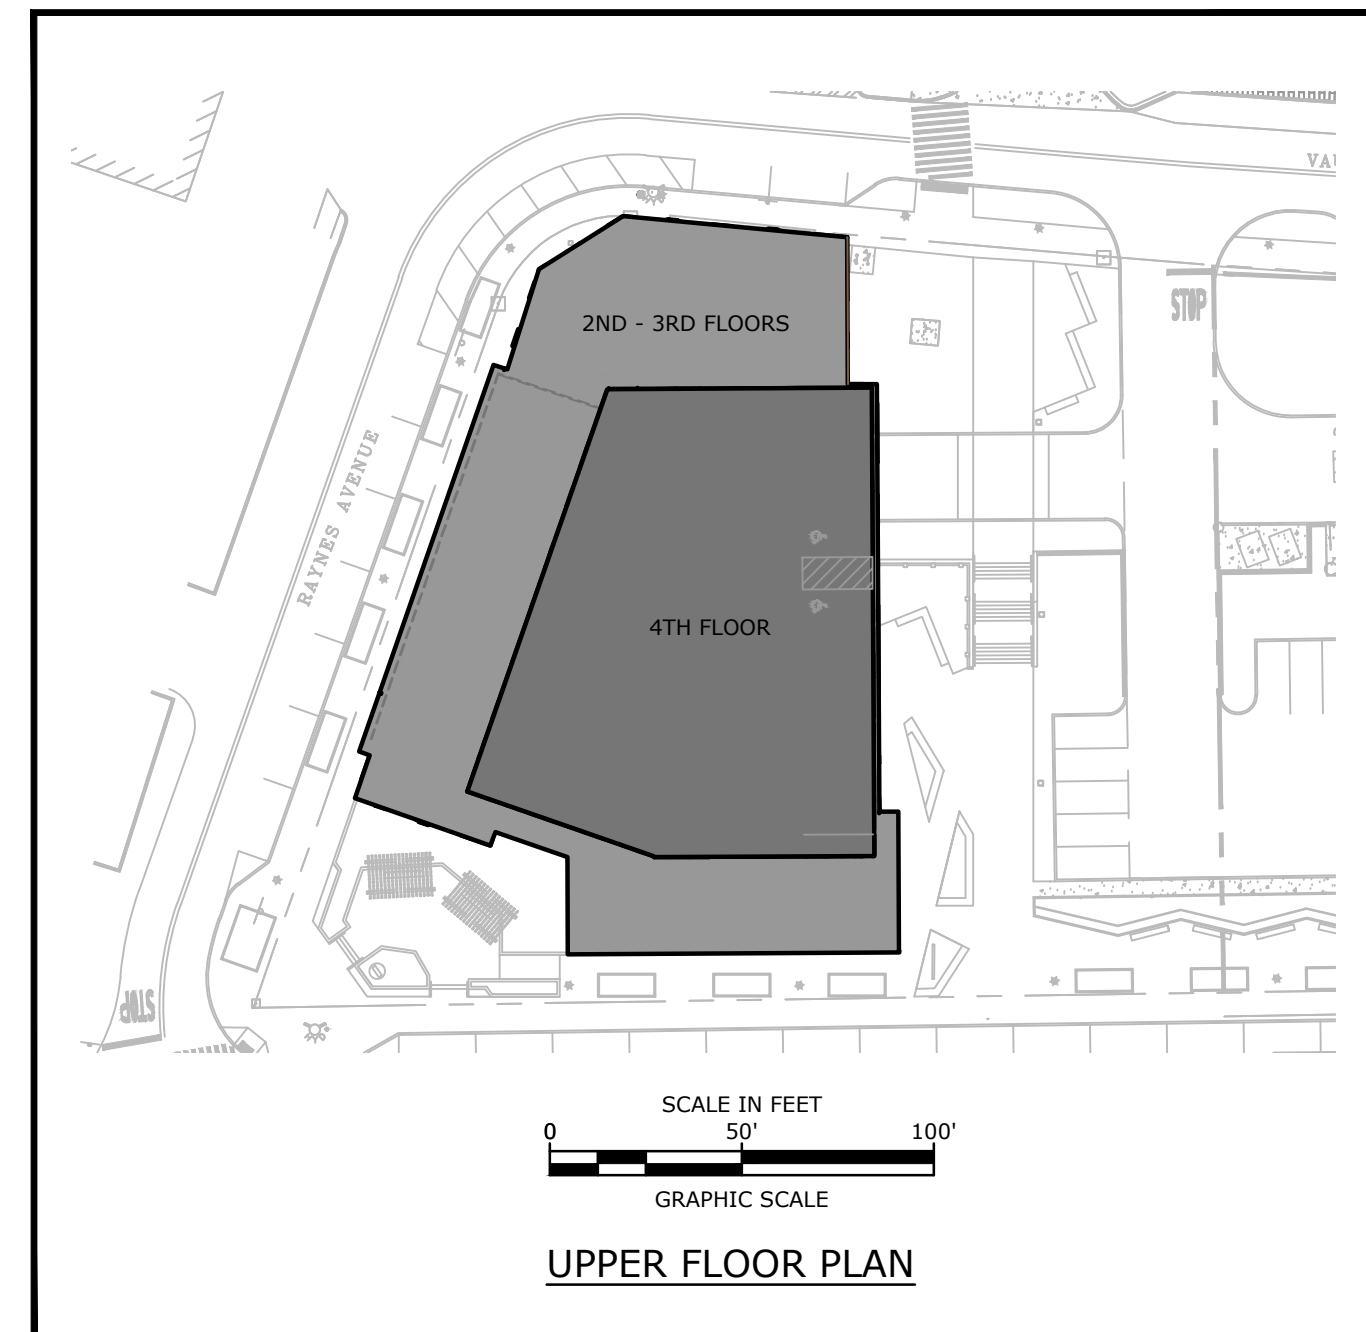 VAU
STOP
2ND - 3RD FLOORS
RAYNES AVENUE
4TH FLOOR
STOP
SCALE IN FEET
0 50' 100'
GRAPHIC SCALE
UPPER FLOOR PLAN